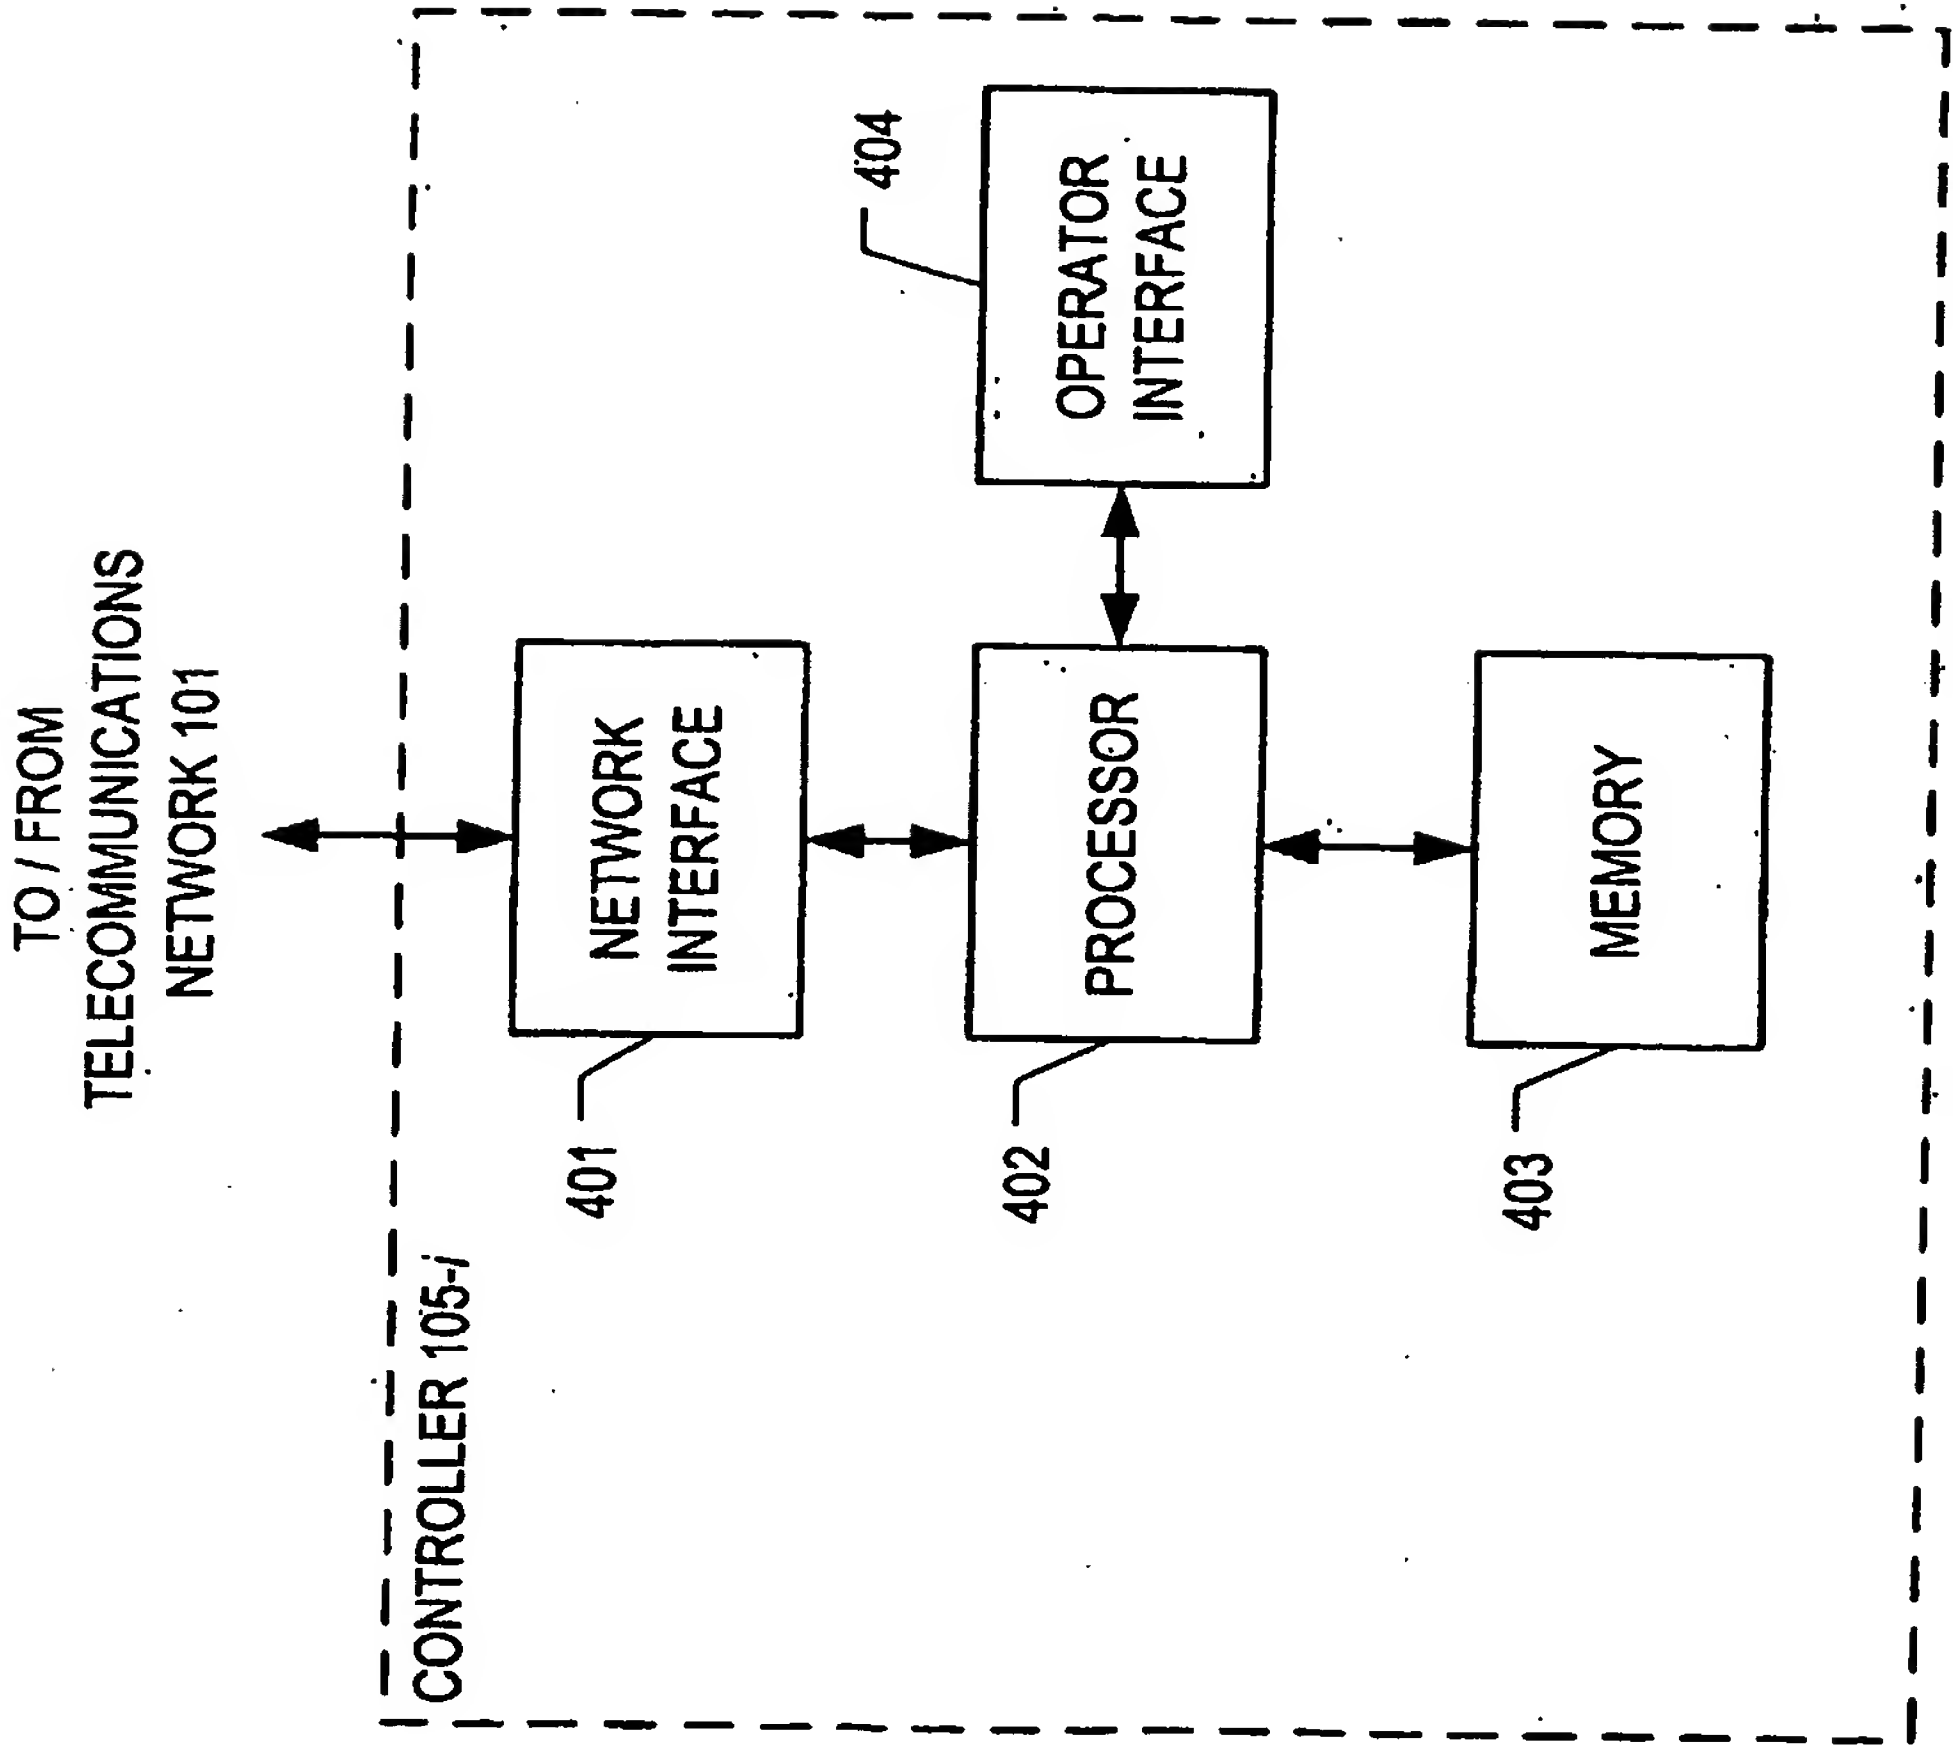 TO / FROM
TELECOMMUNICATIONS
NETWORK 101
CONTROLLER 105-i
401
NETWORK
INTERFACE
402
PROCESSOR
404
OPERATOR
INTERFACE
403
MEMORY